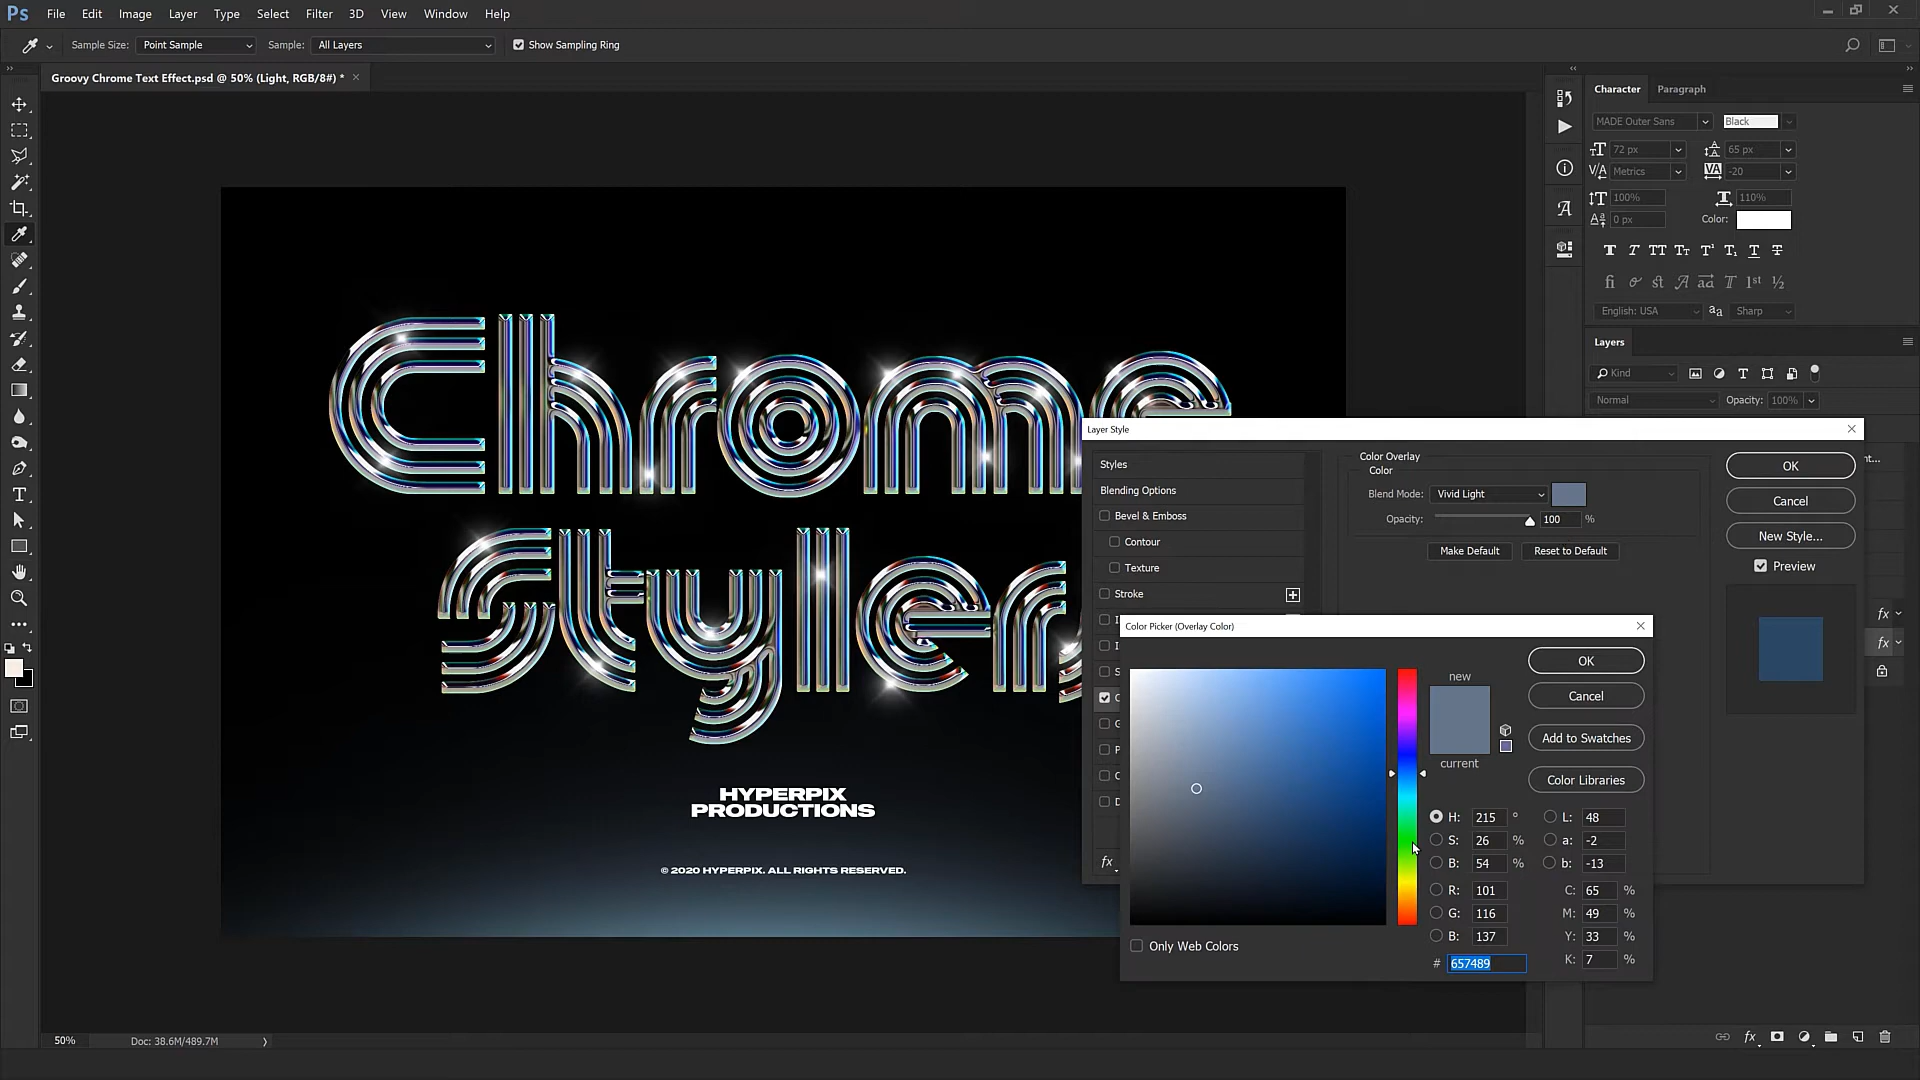 Ps File Edit Image Layer Type Select Filter 3D View Window Help
Sample Size: Point Sample Sample: All Layers Show Sampling Ring
Groovy Chrome Text Effect.psd @ 50% (Light, RGB/8#) *
Character Paragraph
MADE Outer Sans Black
72 px 65 px
Metrics -20
100% 110%
0 px Color:
English: USA aa Sharp
Layers
Kind
Normal Opacity: 100%
Chrome
Styles
HYPERPIX
PRODUCTIONS
© 2020 HYPERPIX. ALL RIGHTS RESERVED.
Layer Style
Styles
Blending Options
Bevel & Emboss
Contour
Texture
Stroke
Color Overlay
Color
Blend Mode: Vivid Light
Opacity: 100 %
Make Default Reset to Default
OK
Cancel
New Style...
Preview
fx
fx
fx
Color Picker (Overlay Color)
new
current
OK
Cancel
Add to Swatches
Color Libraries
H: 215 ° L: 48
S: 26 % a: -2
B: 54 % b: -13
R: 101 C: 65 %
G: 116 M: 49 %
B: 137 Y: 33 %
# 657489 K: 7 %
Only Web Colors
50% Doc: 38.6M/489.7M
fx